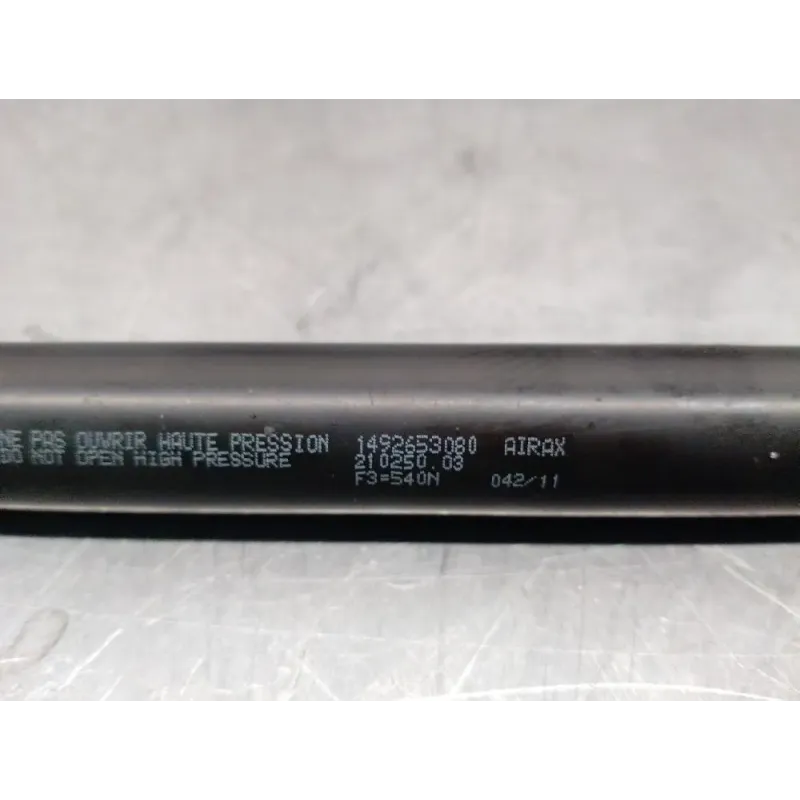 NE PAS OUVRIR HAUTE PRESSION 1492653080 AIRAX
DO NOT OPEN HIGH PRESSURE 210250.03
F3=540N 042/11